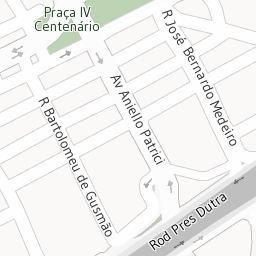 Praça IV
Centenário
R José Bernardo Medeiro
Av Aniello Patrici
R Bartolomeu de Gusmão
Rod Pres Dutra